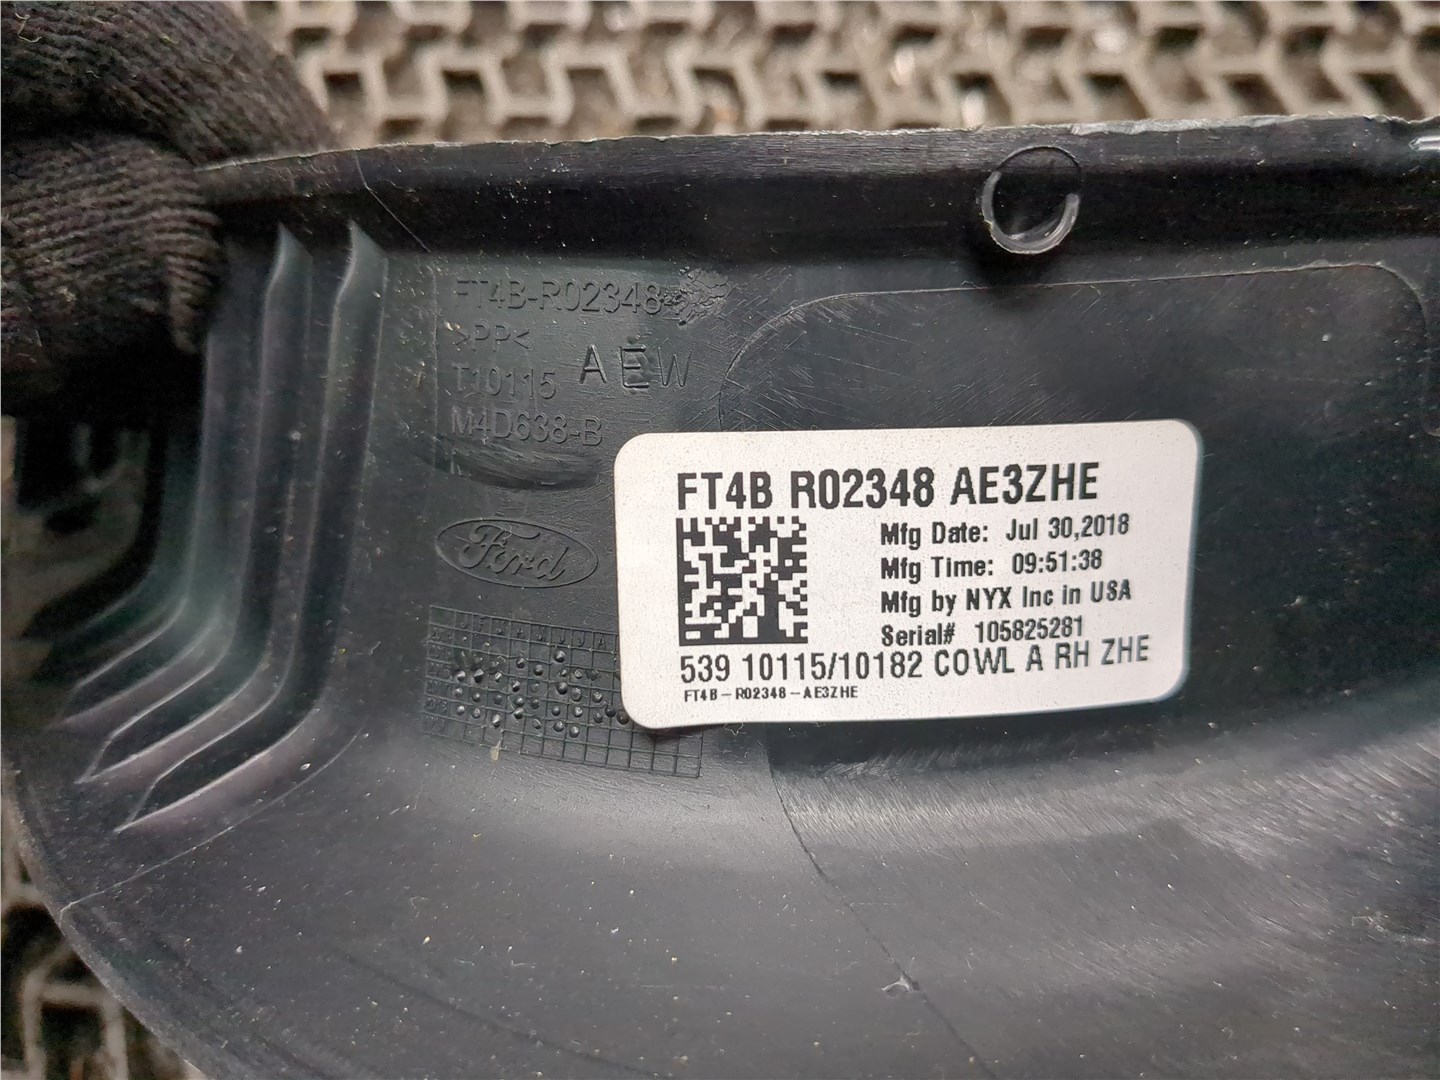 FT4B-R02348-
>PP<
AEW
T10115
M4D638-B
Ford
FT4B R02348 AE3ZHE
Mfg Date: Jul 30,2018
Mfg Time: 09:51:38
Mfg by NYX Inc in USA
Serial# 105825281
539 10115/10182 COWL A RH ZHE
FT4B-R02348-AE3ZHE